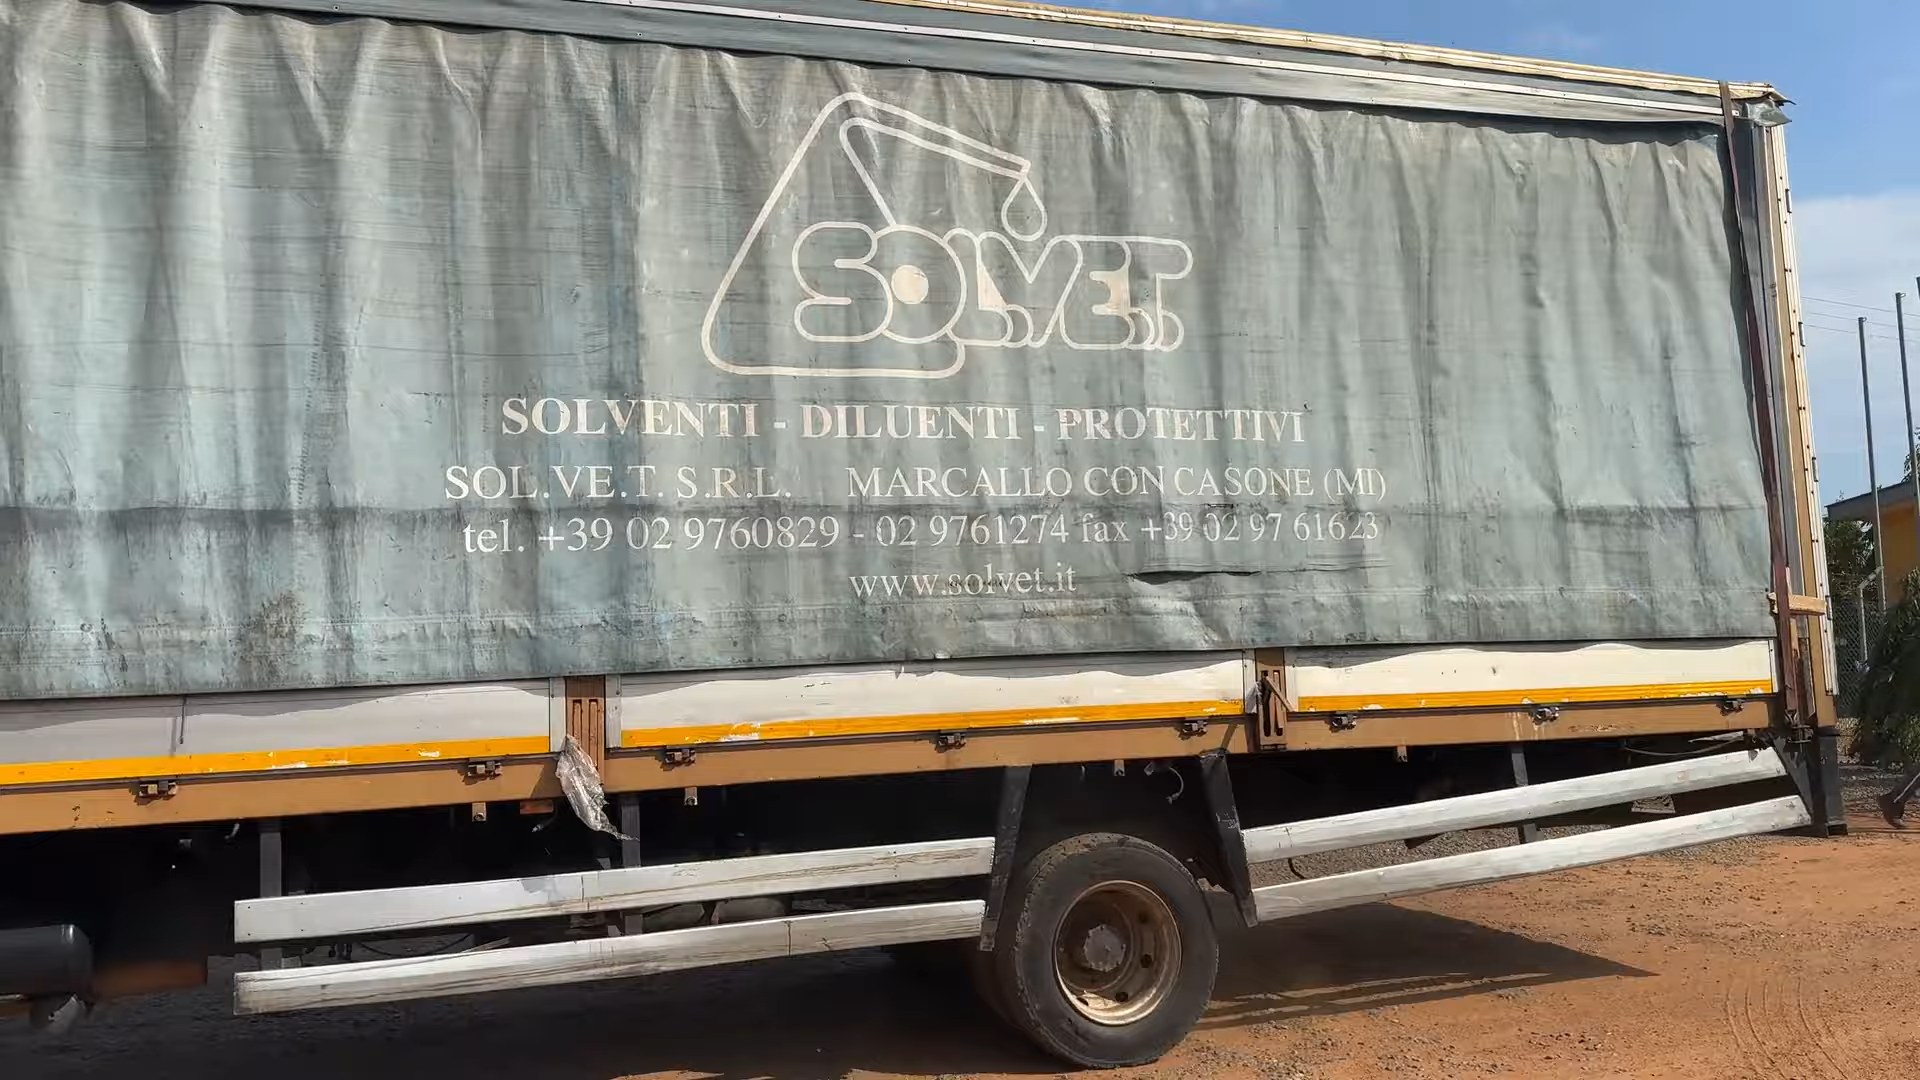 SOL.VE.T.
SOLVENTI - DILUENTI - PROTETTIVI
SOL.VE.T. S.R.L. MARCALLO CON CASONE (MI)
tel. +39 02 9760829 - 02 9761274 fax +39 02 97 61623
www.solvet.it